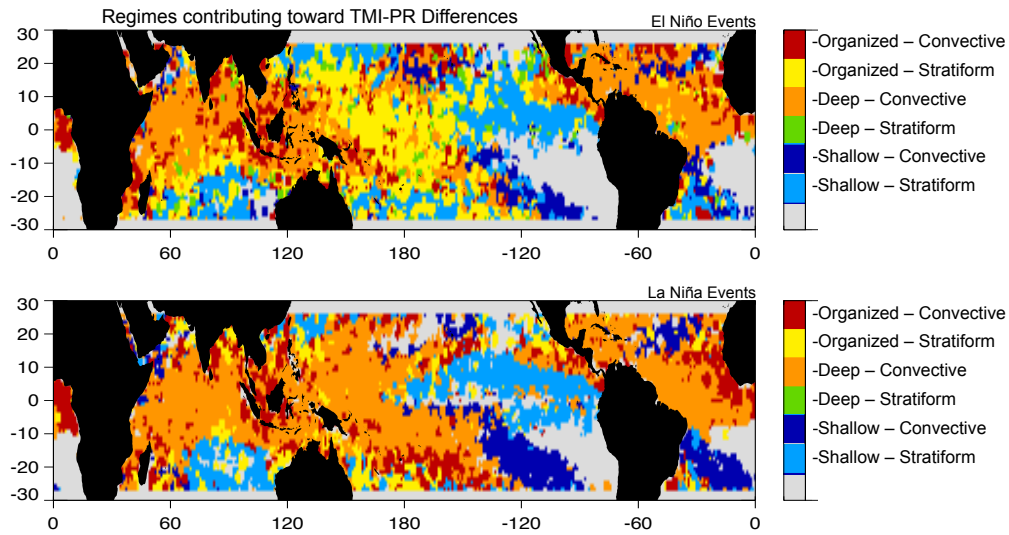 Regimes contributing toward TMI-PR Differences
El Niño Events
30
20
10
0
-10
-20
-30
0 60 120 180 -120 -60 0
-Organized – Convective
-Organized – Stratiform
-Deep – Convective
-Deep – Stratiform
-Shallow – Convective
-Shallow – Stratiform
La Niña Events
30
20
10
0
-10
-20
-30
0 60 120 180 -120 -60 0
-Organized – Convective
-Organized – Stratiform
-Deep – Convective
-Deep – Stratiform
-Shallow – Convective
-Shallow – Stratiform